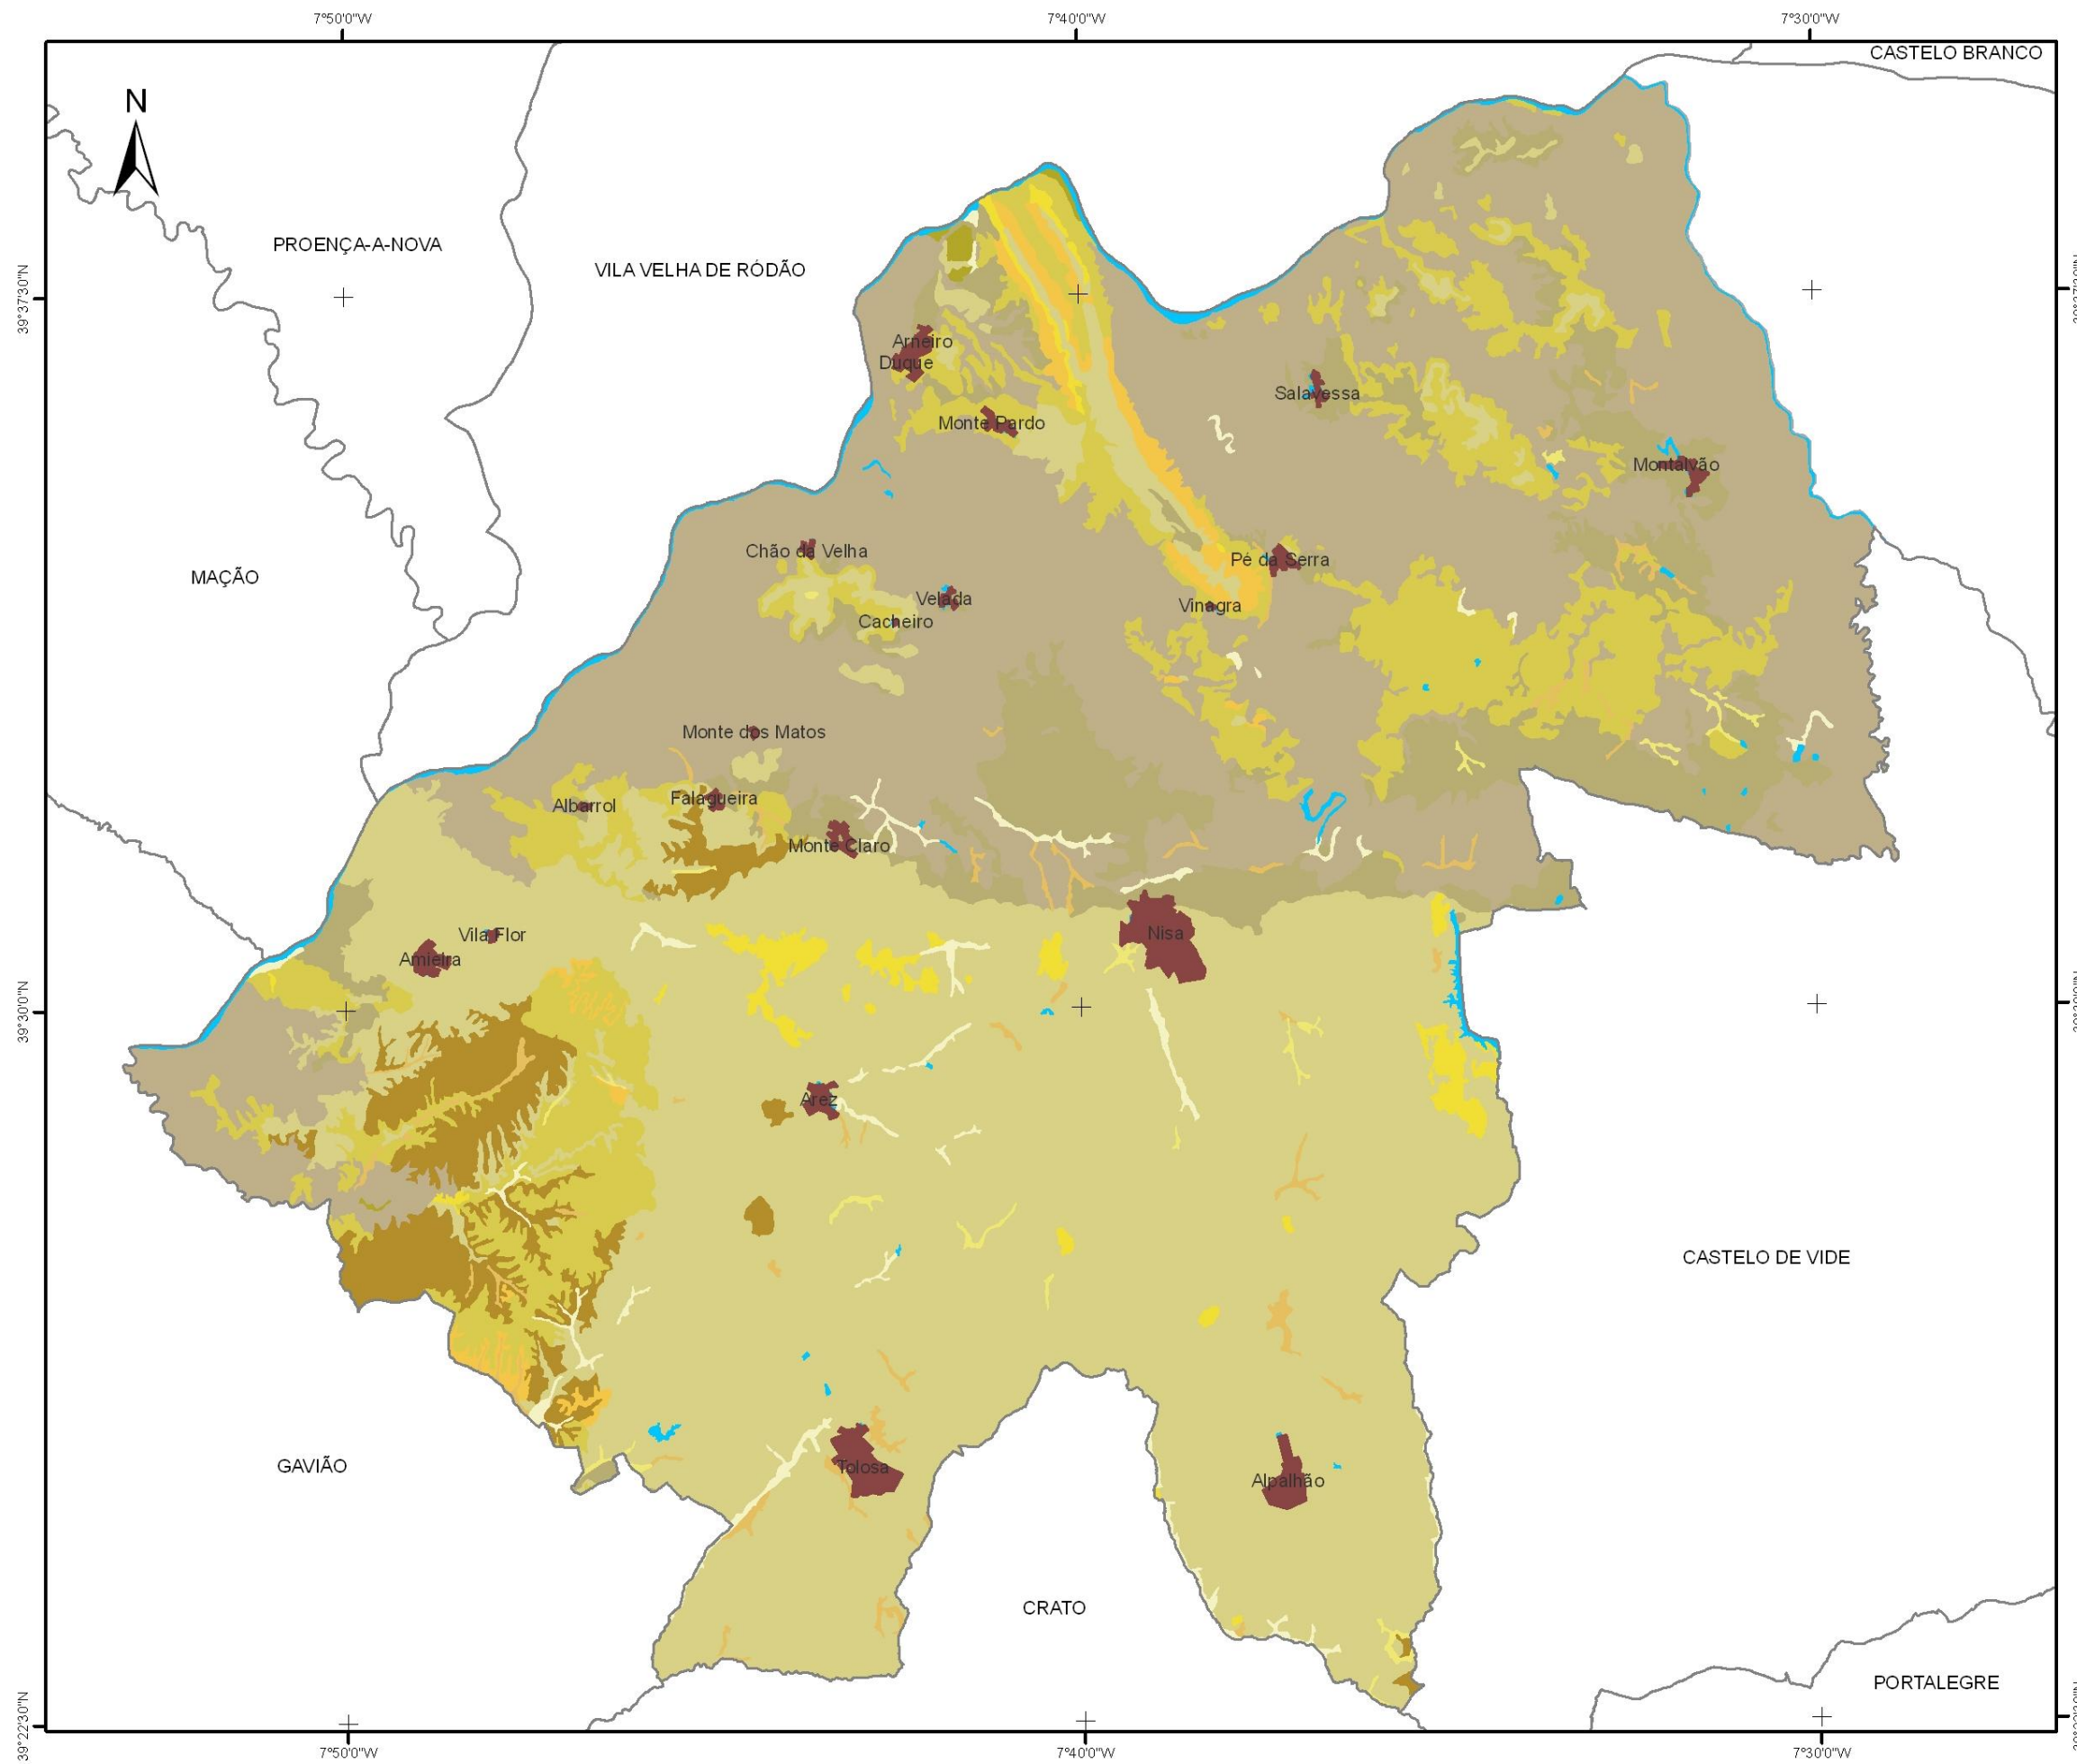 7°50'0"W
7°40'0"W
7°30'0"W
CASTELO BRANCO
N
PROENÇA-A-NOVA
VILA VELHA DE RÓDÃO
39°37'30"N
Arneiro
Duque
Salavessa
Monte Pardo
Montalvão
Chão da Velha
Pé da Serra
MAÇÃO
Velada
Vinagra
Cacheiro
Monte dos Matos
Falagueira
Albarrol
Monte Claro
Nisa
Vila Flor
Amieira
39°30'0"N
Arez
CASTELO DE VIDE
GAVIÃO
Tolosa
Alpalhão
CRATO
PORTALEGRE
39°22'30"N
7°50'0"W
7°40'0"W
7°30'0"W